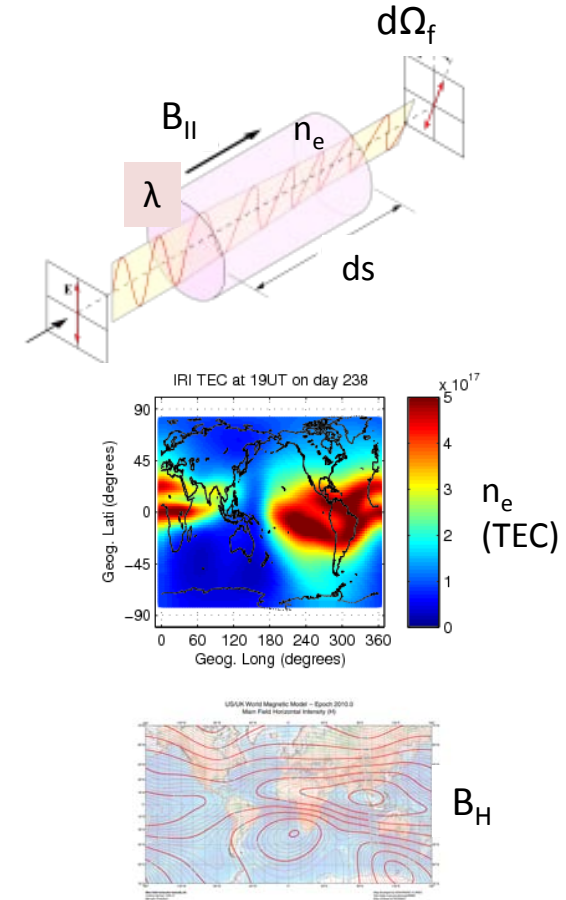 dΩf
BII
ne
λ
E
ds
IRI TEC at 19UT on day 238
x 10^17
90
45
0
−45
−90
Geog. Lati (degrees)
0 60 120 180 240 300 360
Geog. Long (degrees)
5
4
3
2
1
0
ne
(TEC)
US/UK World Magnetic Model – Epoch 2010.0
Main Field Horizontal Intensity (H)
BH